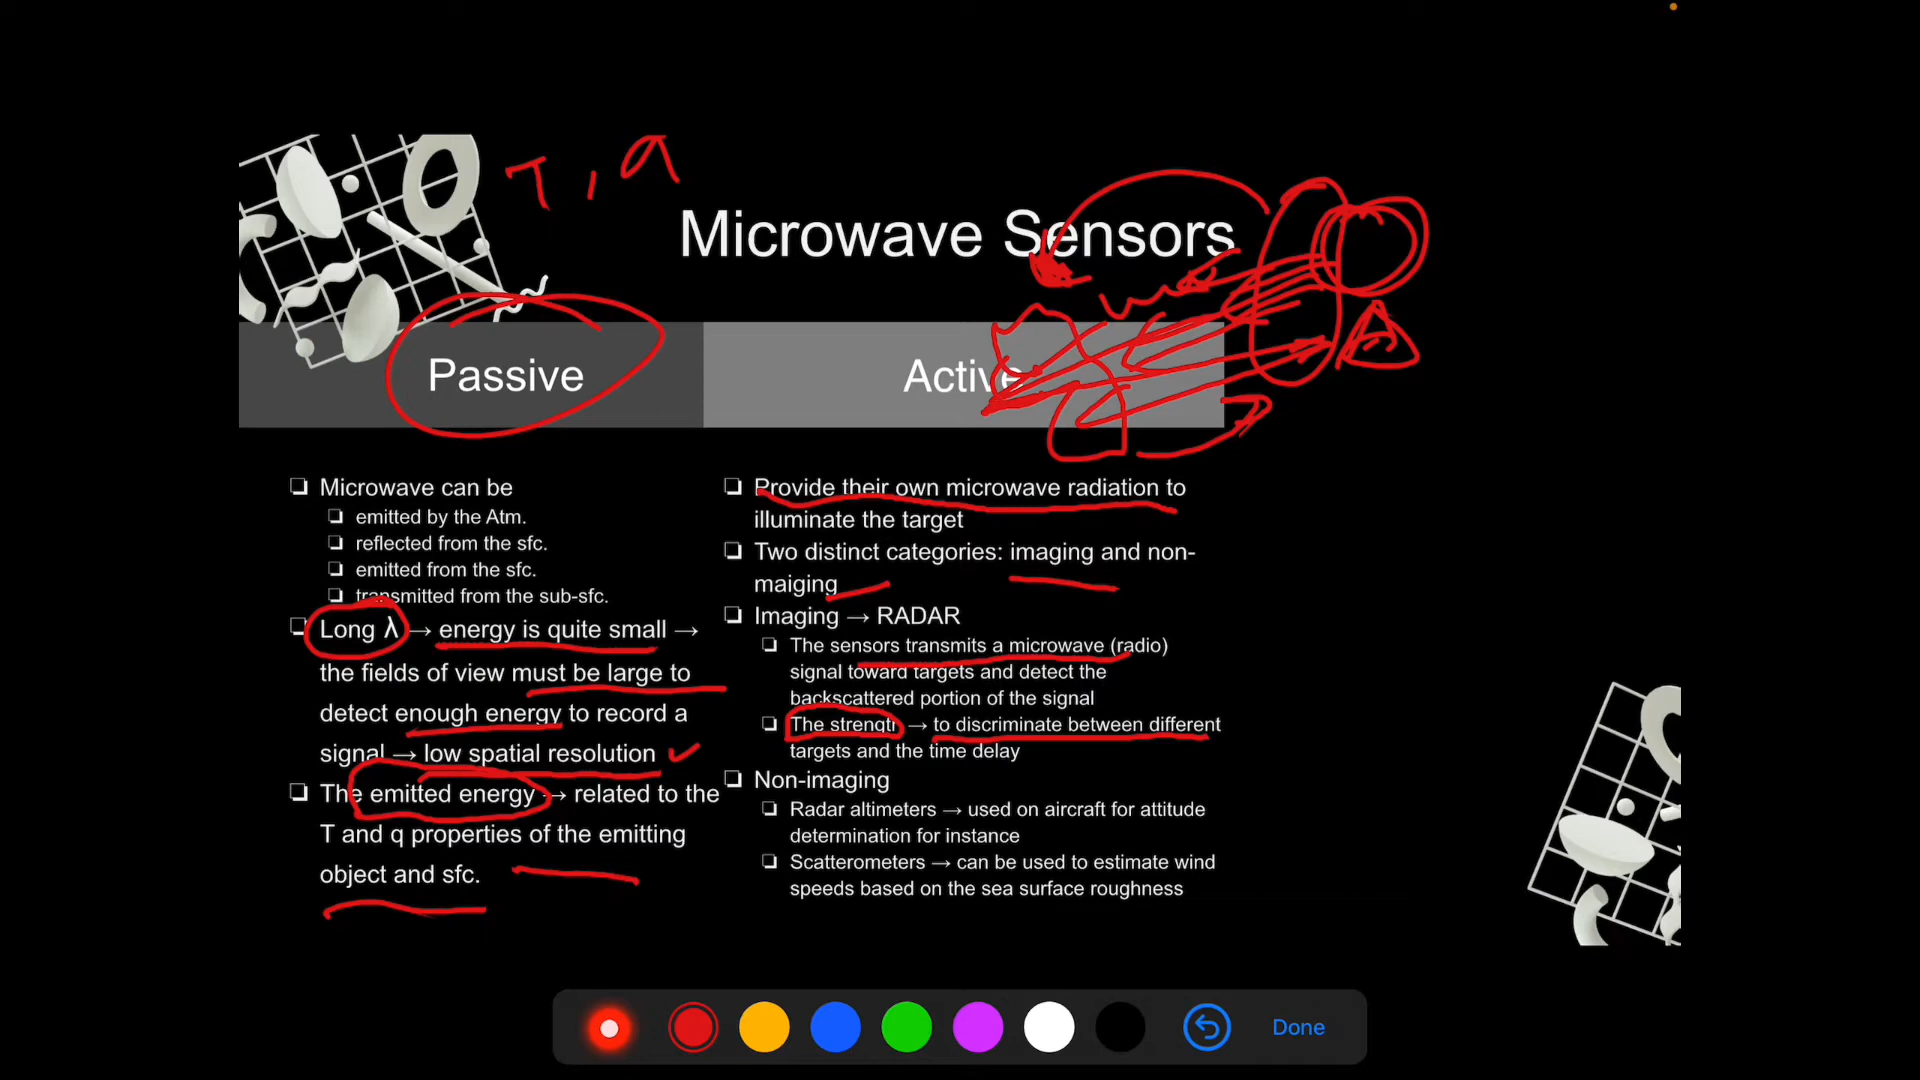 T, q
Microwave Sensors
Passive
Active
Microwave can be
emitted by the Atm.
reflected from the sfc.
emitted from the sfc.
transmitted from the sub-sfc.
Long λ → energy is quite small →
the fields of view must be large to
detect enough energy to record a
signal → low spatial resolution
The emitted energy → related to the
T and q properties of the emitting
object and sfc.
Provide their own microwave radiation to
illuminate the target
Two distinct categories: imaging and non-
maiging
Imaging → RADAR
The sensors transmits a microwave (radio)
signal toward targets and detect the
backscattered portion of the signal
The strength → to discriminate between different
targets and the time delay
Non-imaging
Radar altimeters → used on aircraft for attitude
determination for instance
Scatterometers → can be used to estimate wind
speeds based on the sea surface roughness
Done